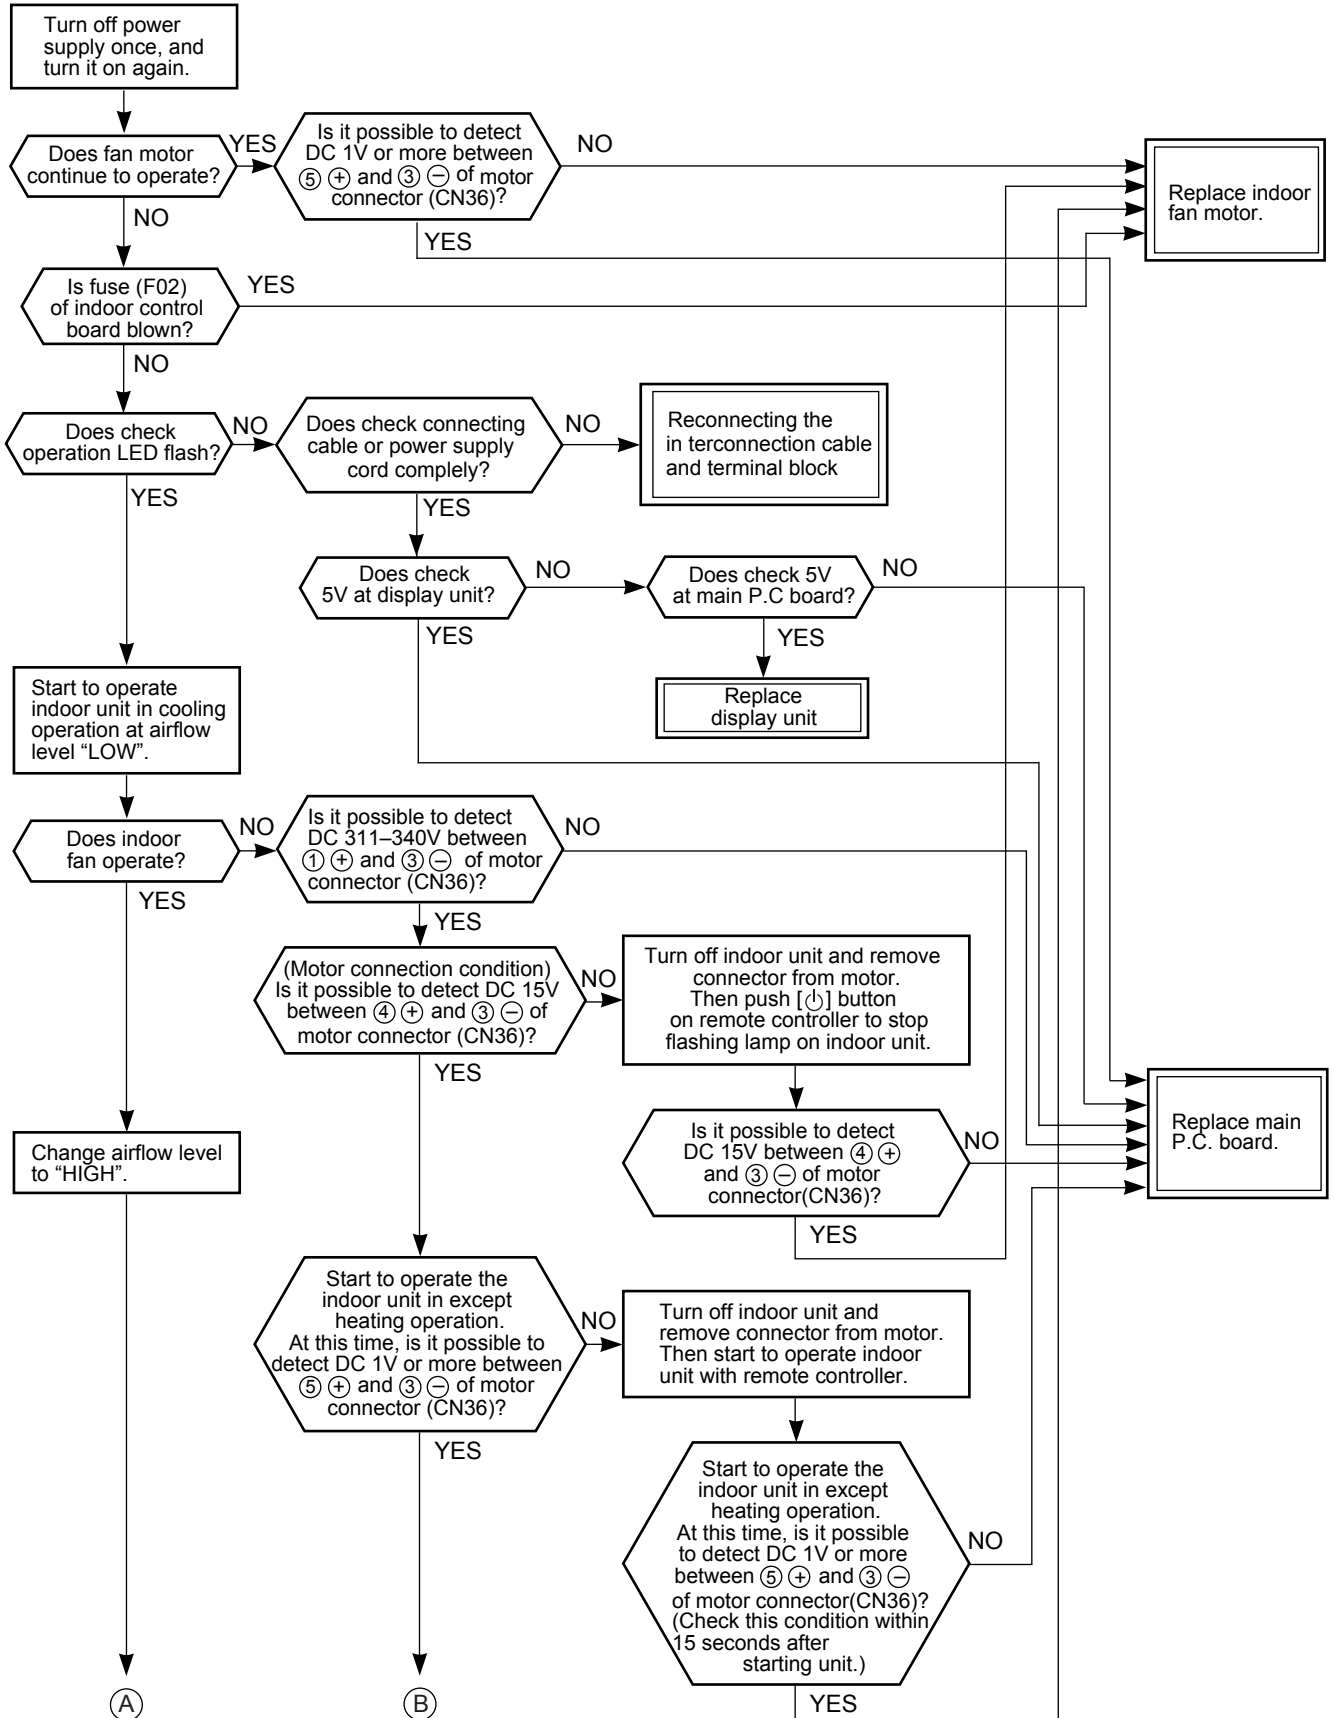 Turn off power
supply once, and
turn it on again.
Does fan motor
continue to operate?
YES
Is it possible to detect
DC 1V or more between
⑤ ⊕ and ③ ⊖ of motor
connector (CN36)?
NO
Replace indoor
fan motor.
NO
YES
Is fuse (F02)
of indoor control
board blown?
YES
NO
Does check
operation LED flash?
NO
Does check connecting
cable or power supply
cord complely?
NO
Reconnecting the
in terconnection cable
and terminal block
YES
YES
Does check
5V at display unit?
NO
Does check 5V
at main P.C board?
NO
YES
YES
Replace
display unit
Start to operate
indoor unit in cooling
operation at airflow
level “LOW”.
Does indoor
fan operate?
NO
Is it possible to detect
DC 311–340V between
① ⊕ and ③ ⊖ of motor
connector (CN36)?
NO
YES
YES
(Motor connection condition)
Is it possible to detect DC 15V
between ④ ⊕ and ③ ⊖ of
motor connector (CN36)?
NO
Turn off indoor unit and remove
connector from motor.
Then push [⏻] button
on remote controller to stop
flashing lamp on indoor unit.
YES
Change airflow level
to “HIGH”.
Is it possible to detect
DC 15V between ④ ⊕
and ③ ⊖ of motor
connector(CN36)?
NO
Replace main
P.C. board.
YES
Start to operate the
indoor unit in except
heating operation.
At this time, is it possible to
detect DC 1V or more between
⑤ ⊕ and ③ ⊖ of motor
connector (CN36)?
NO
Turn off indoor unit and
remove connector from motor.
Then start to operate indoor
unit with remote controller.
YES
Start to operate the
indoor unit in except
heating operation.
At this time, is it possible
to detect DC 1V or more
between ⑤ ⊕ and ③ ⊖
of motor connector(CN36)?
(Check this condition within
15 seconds after
starting unit.)
NO
YES
Ⓐ
Ⓑ